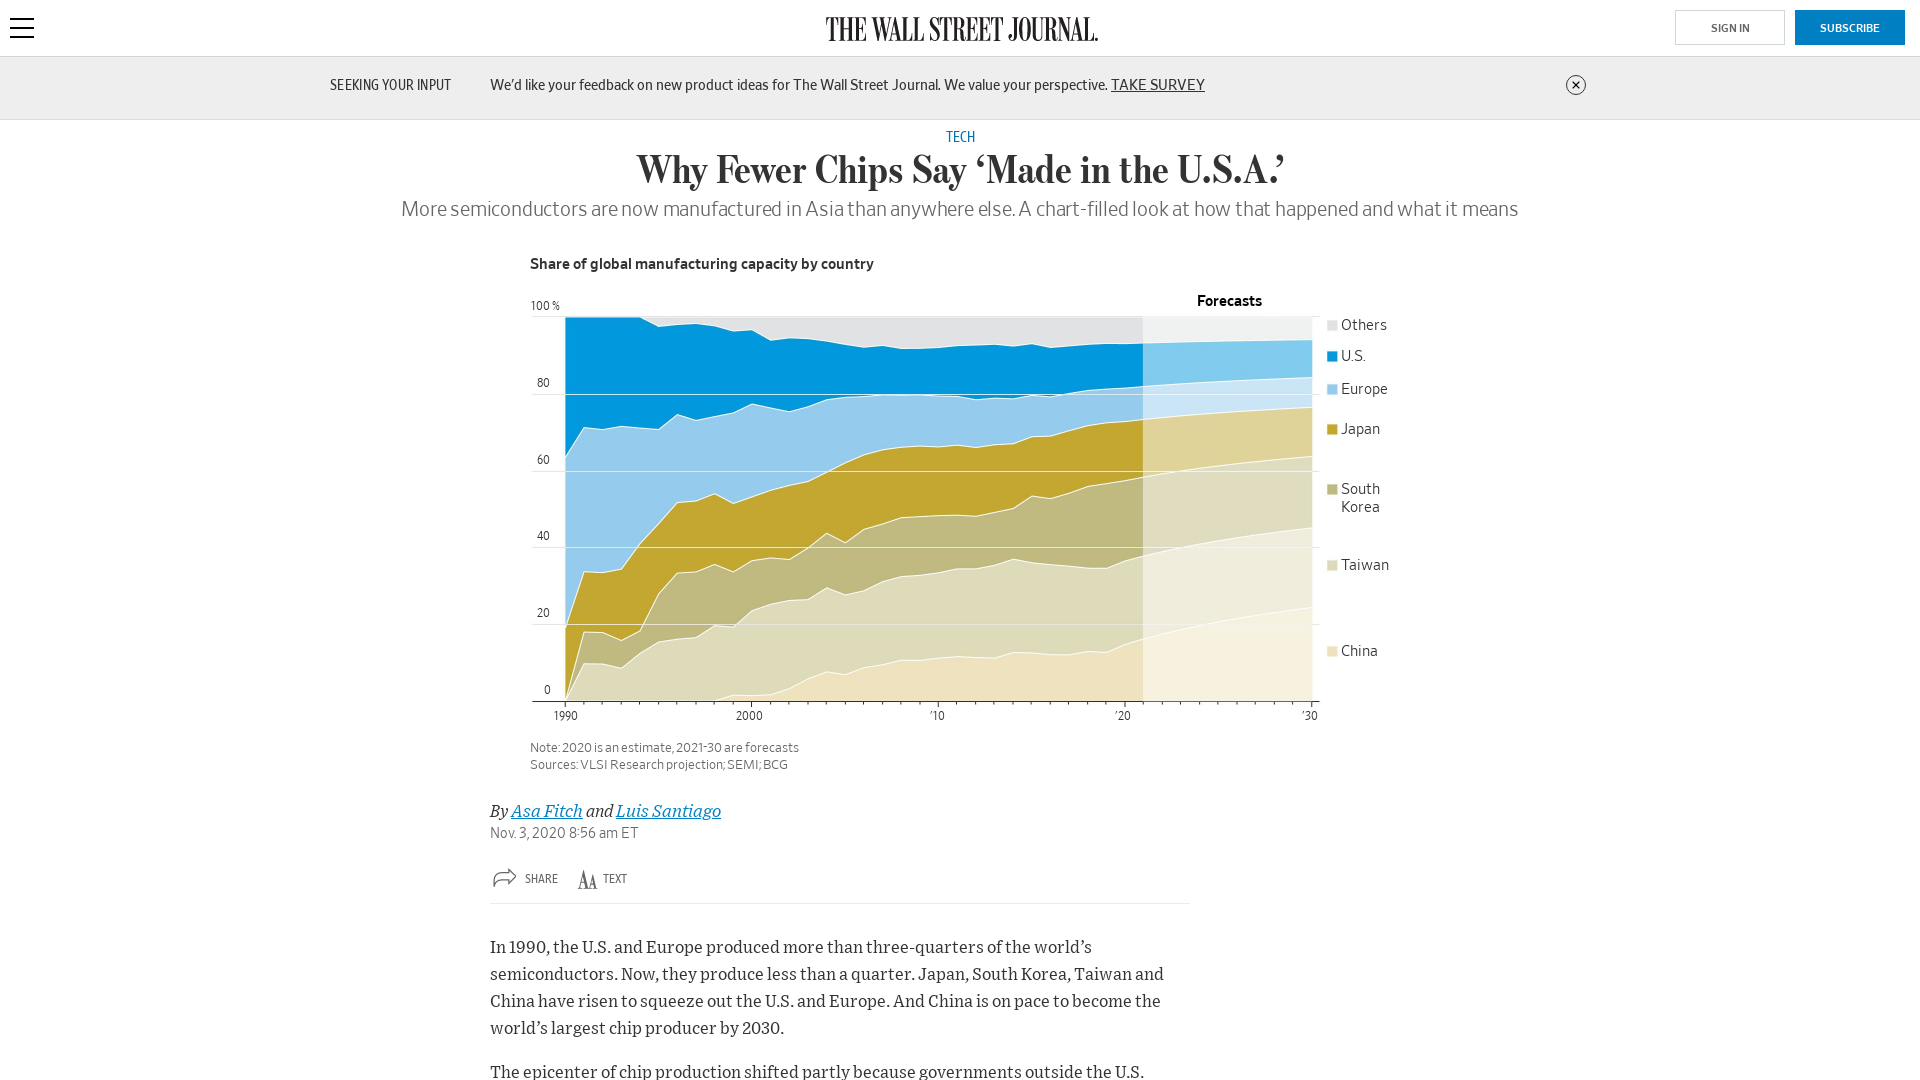 THE WALL STREET JOURNAL.
SIGN IN
SUBSCRIBE
SEEKING YOUR INPUT
We’d like your feedback on new product ideas for The Wall Street Journal. We value your perspective. TAKE SURVEY
TECH
Why Fewer Chips Say ‘Made in the U.S.A.’
More semiconductors are now manufactured in Asia than anywhere else. A chart-filled look at how that happened and what it means
Share of global manufacturing capacity by country
Forecasts
100 %
80
60
40
20
0
1990
2000
’10
’20
’30
Others
U.S.
Europe
Japan
South
Korea
Taiwan
China
Note: 2020 is an estimate, 2021-30 are forecasts
Sources: VLSI Research projection; SEMI; BCG
By Asa Fitch and Luis Santiago
Nov. 3, 2020 8:56 am ET
SHARE
AA TEXT
In 1990, the U.S. and Europe produced more than three-quarters of the world’s
semiconductors. Now, they produce less than a quarter. Japan, South Korea, Taiwan and
China have risen to squeeze out the U.S. and Europe. And China is on pace to become the
world’s largest chip producer by 2030.
The epicenter of chip production shifted partly because governments outside the U.S.